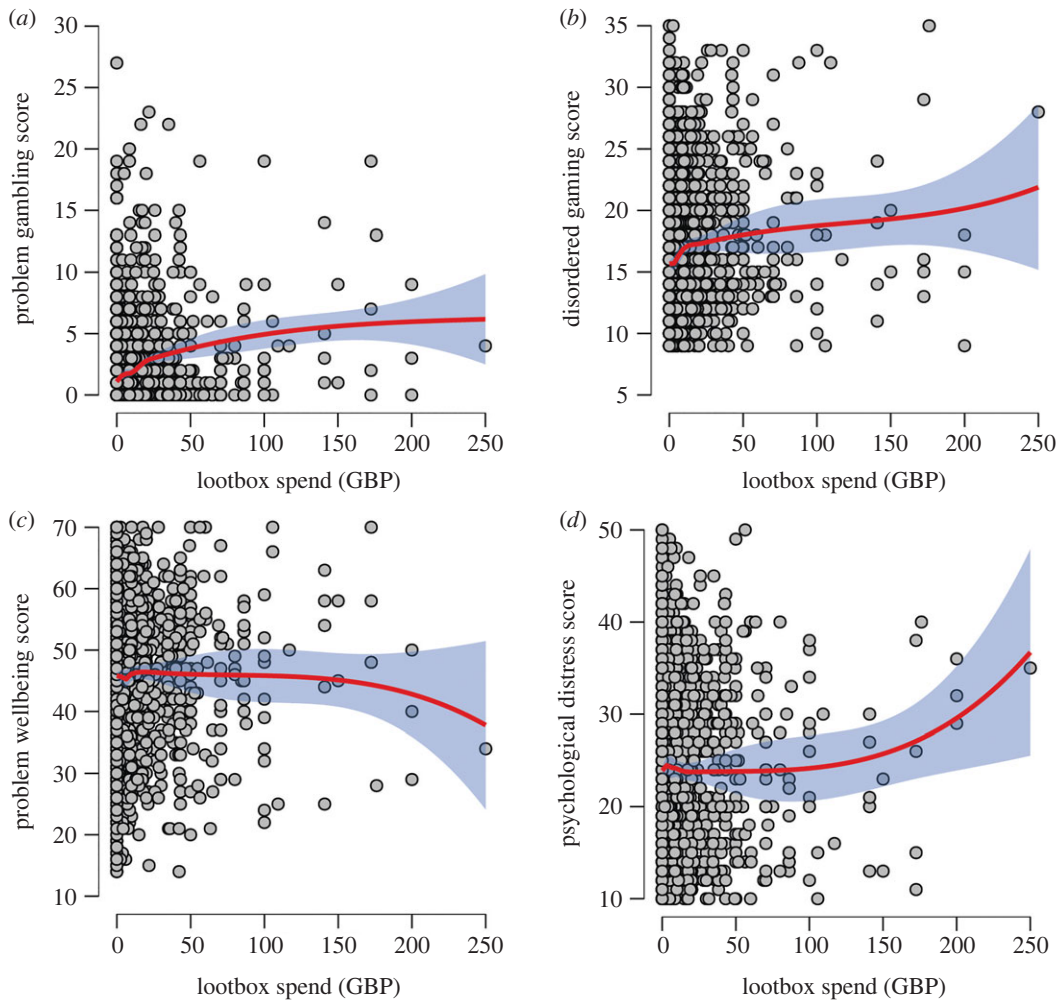 (a)
30
25
20
15
10
5
0
problem gambling score
0 50 100 150 200 250
lootbox spend (GBP)
(b)
35
30
25
20
15
10
5
disordered gaming score
0 50 100 150 200 250
lootbox spend (GBP)
(c)
70
60
50
40
30
20
10
problem wellbeing score
0 50 100 150 200 250
lootbox spend (GBP)
(d)
50
40
30
20
10
psychological distress score
0 50 100 150 200 250
lootbox spend (GBP)